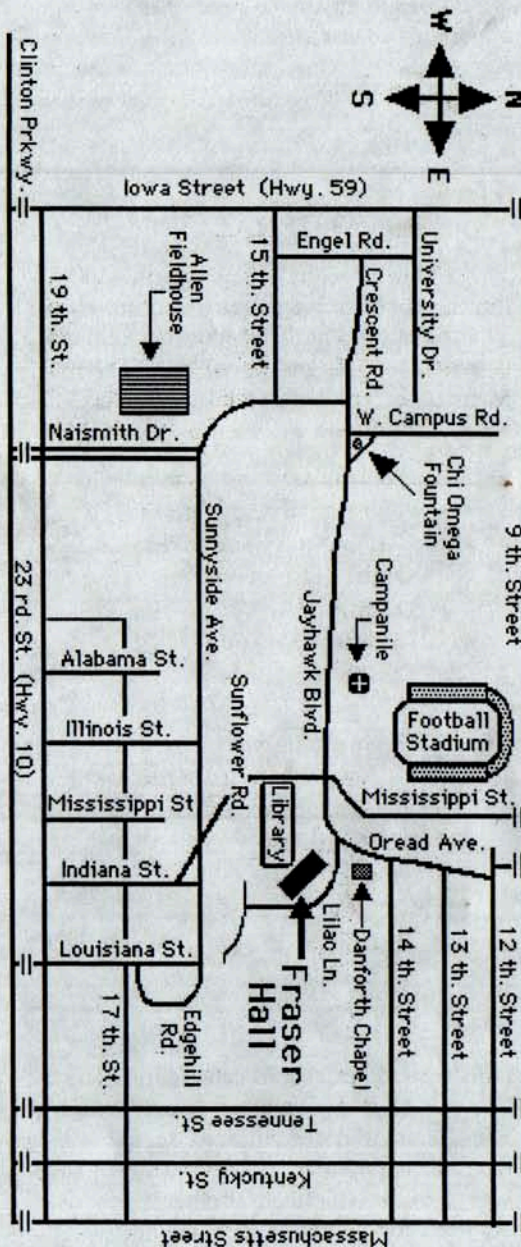 W
N
S
E
Clinton Prkwy.
Iowa Street (Hwy. 59)
Engel Rd.
University Dr.
Crescent Rd.
15 th. Street
Allen
Fieldhouse
19 th. St.
W. Campus Rd.
Naismith Dr.
Chi Omega
Fountain
9 th. Street
Sunnyside Ave.
Jayhawk Blvd.
Campanile
23 rd. St. (Hwy. 10)
Alabama St.
Sunflower Rd.
Football
Stadium
Illinois St.
Library
Mississippi St.
Mississippi St
Oread Ave.
Indiana St.
Lilac Ln.
Danforth Chapel
14 th. Street
13 th. Street
12 th. Street
Louisiana St.
Fraser
Hall
Edgehill
Rd.
17 th. St.
Tennessee St.
Kentucky St.
Massachusetts Street